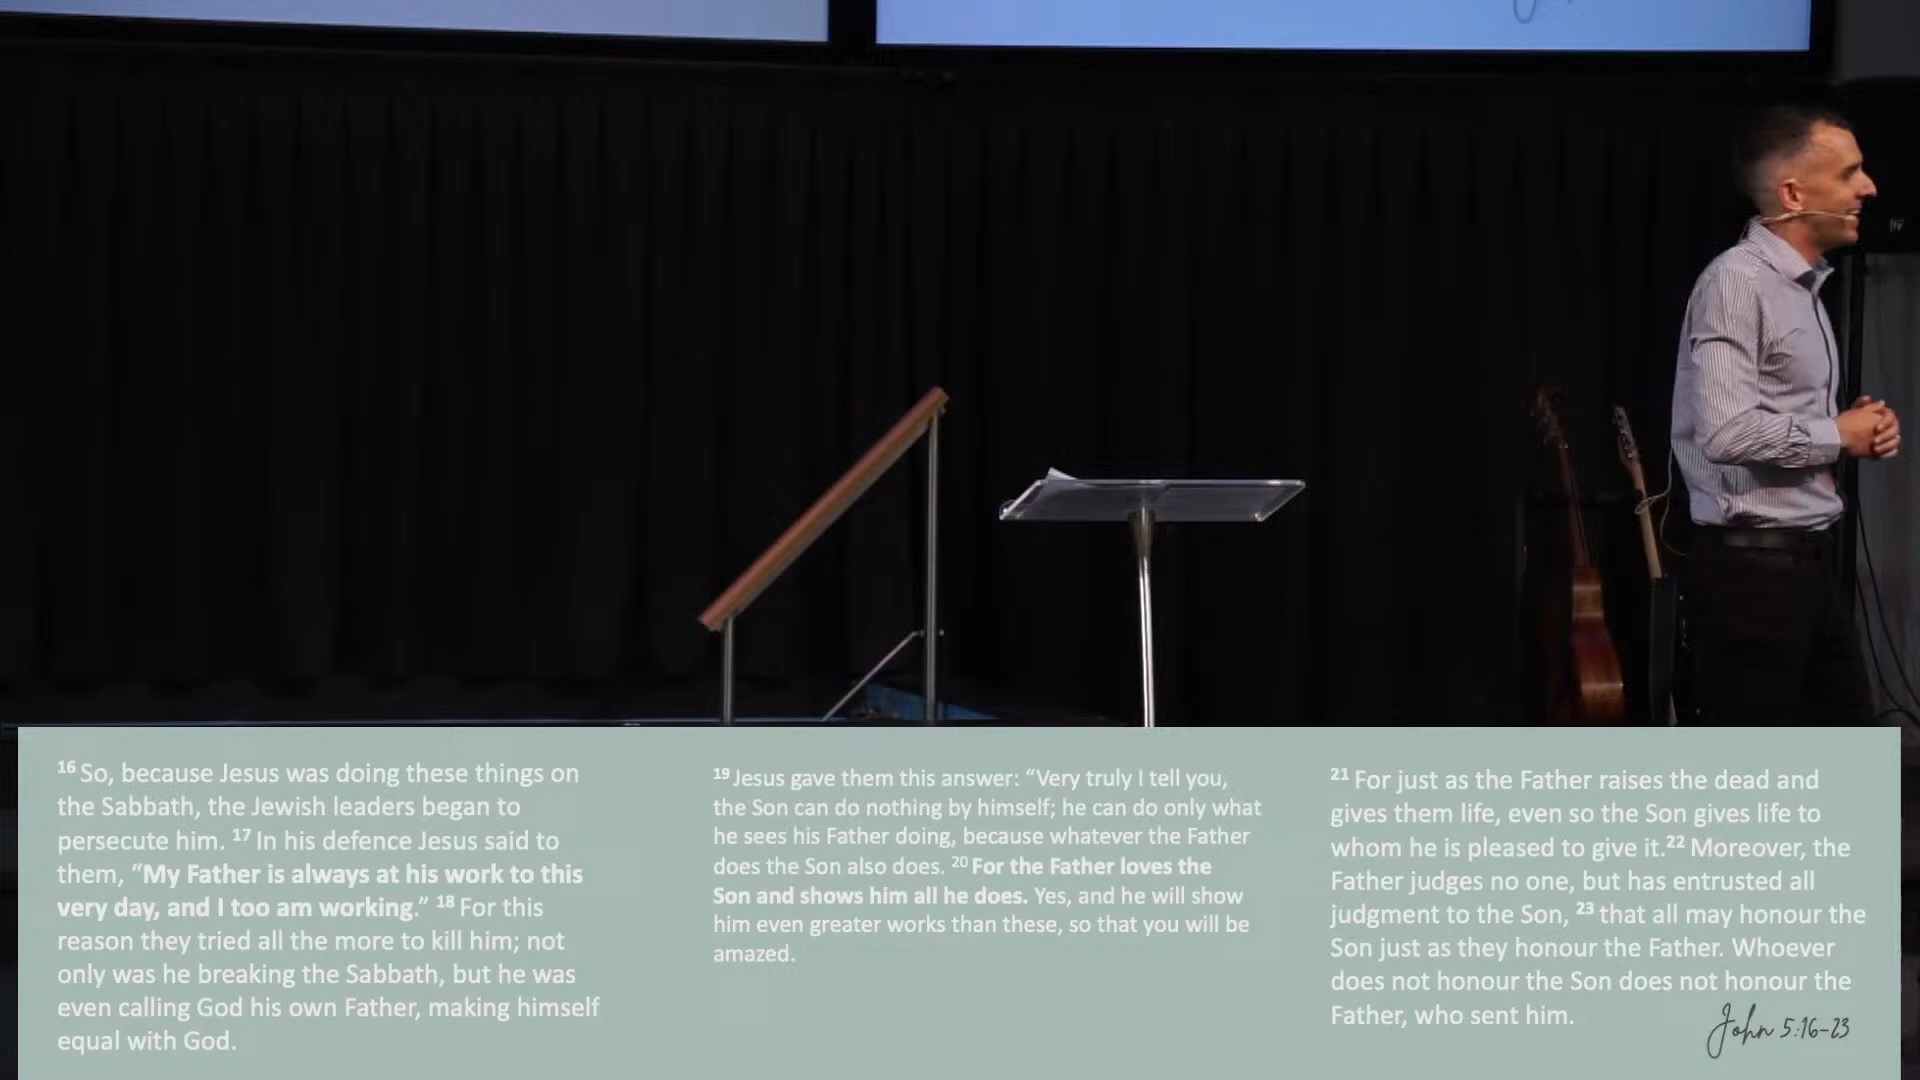 16 So, because Jesus was doing these things on
the Sabbath, the Jewish leaders began to
persecute him. 17 In his defence Jesus said to
them, “My Father is always at his work to this
very day, and I too am working.” 18 For this
reason they tried all the more to kill him; not
only was he breaking the Sabbath, but he was
even calling God his own Father, making himself
equal with God.
19 Jesus gave them this answer: “Very truly I tell you,
the Son can do nothing by himself; he can do only what
he sees his Father doing, because whatever the Father
does the Son also does. 20 For the Father loves the
Son and shows him all he does. Yes, and he will show
him even greater works than these, so that you will be
amazed.
21 For just as the Father raises the dead and
gives them life, even so the Son gives life to
whom he is pleased to give it.22 Moreover, the
Father judges no one, but has entrusted all
judgment to the Son, 23 that all may honour the
Son just as they honour the Father. Whoever
does not honour the Son does not honour the
Father, who sent him.
John 5:16-23